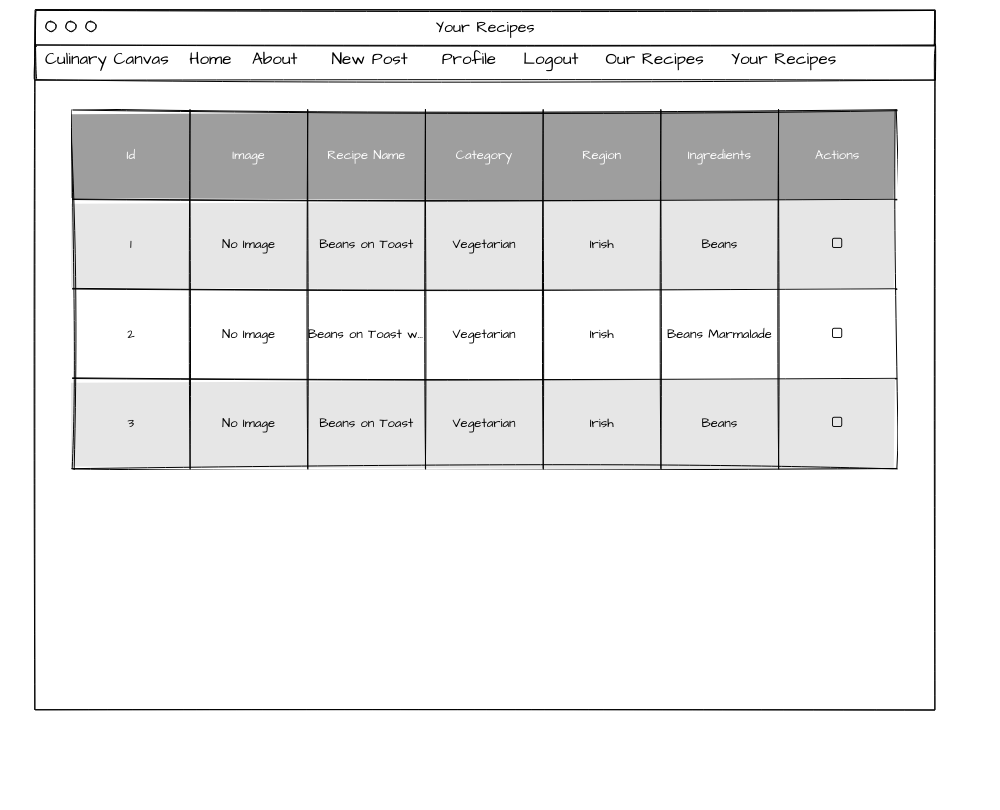 Your Recipes
Culinary Canvas Home About New Post Profile Logout Our Recipes Your Recipes
Id Image Recipe Name Category Region Ingredients Actions
1 No Image Beans on Toast Vegetarian Irish Beans
2 No Image Beans on Toast w... Vegetarian Irish Beans Marmalade
3 No Image Beans on Toast Vegetarian Irish Beans